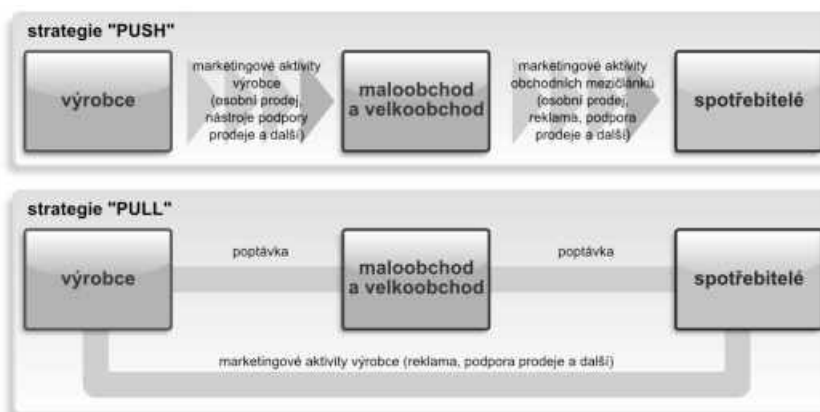 strategie "PUSH"
výrobce
marketingové aktivity
výrobce
(osobní prodej,
nástroje podpory
prodeje a další)
maloobchod
a velkoobchod
marketingové aktivity
obchodních mezičlánků
(osobní prodej,
reklama, podpora
prodeje a další)
spotřebitelé
strategie "PULL"
výrobce
poptávka
maloobchod
a velkoobchod
poptávka
spotřebitelé
marketingové aktivity výrobce (reklama, podpora prodeje a další)